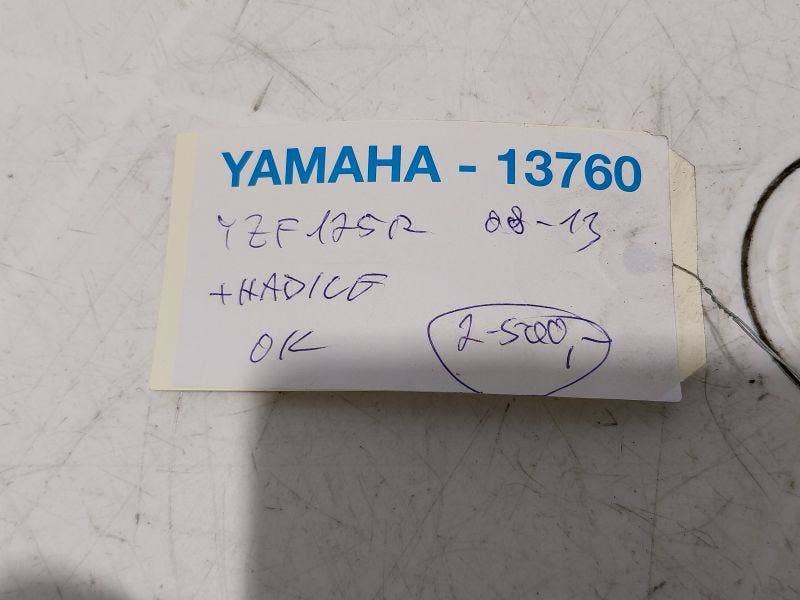 YAMAHA - 13760
YZF125R 08-13
+HADICE
OK 2-500,-